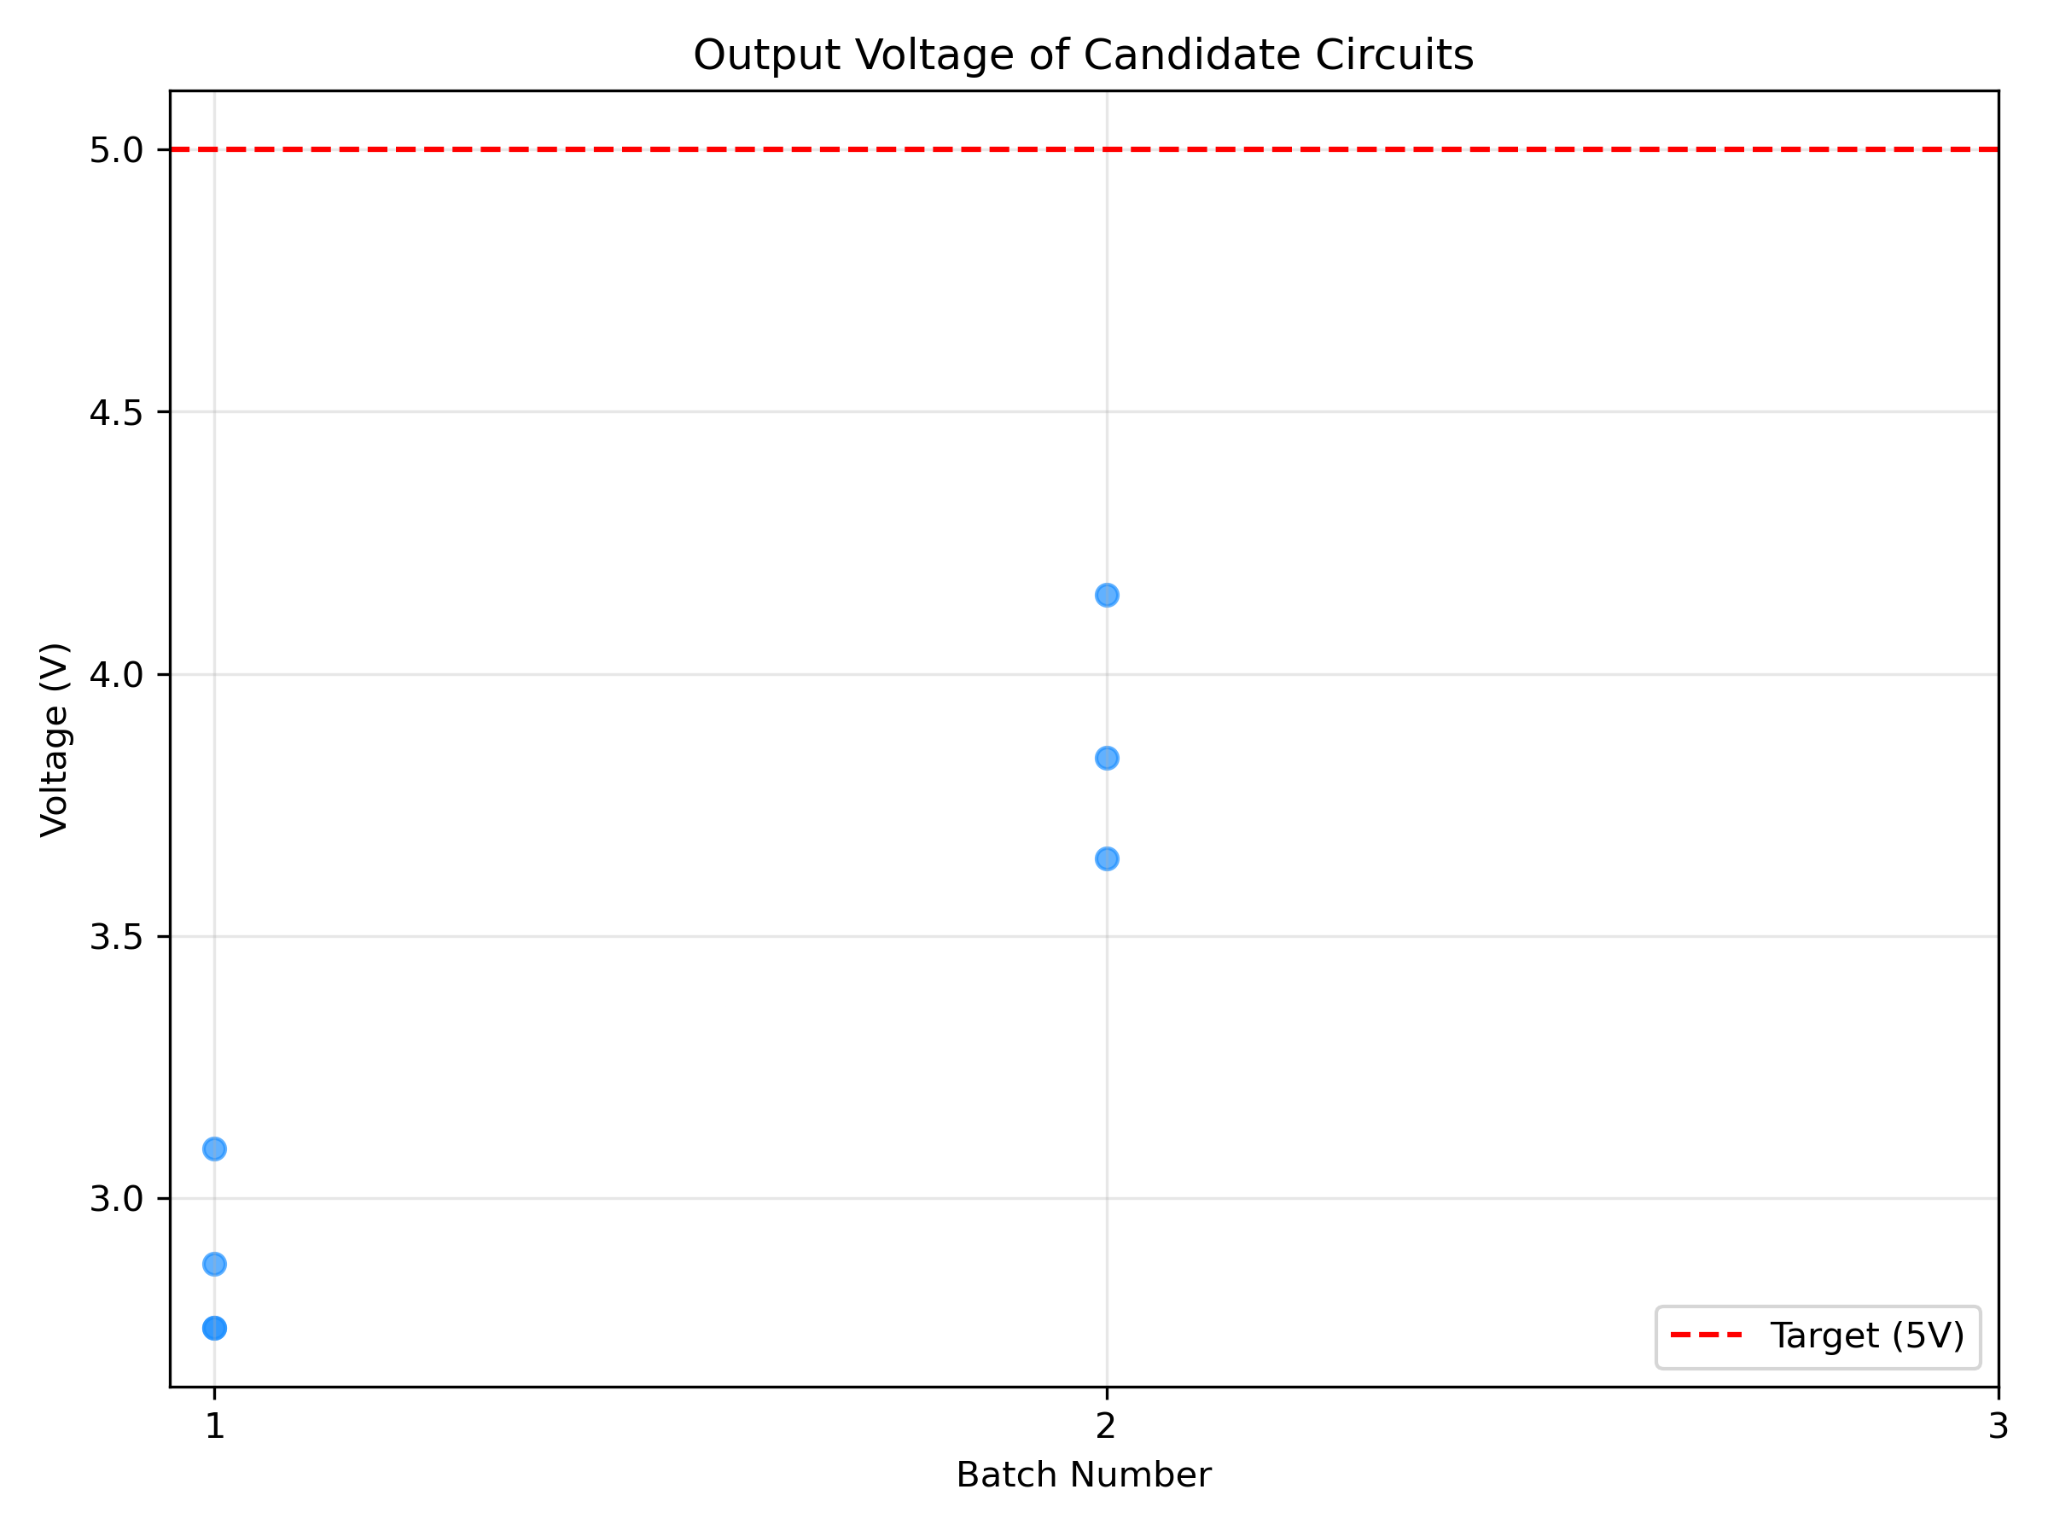 Output Voltage of Candidate Circuits
5.0
4.5
4.0
3.5
3.0
Voltage (V)
Target (5V)
1 2 3
Batch Number